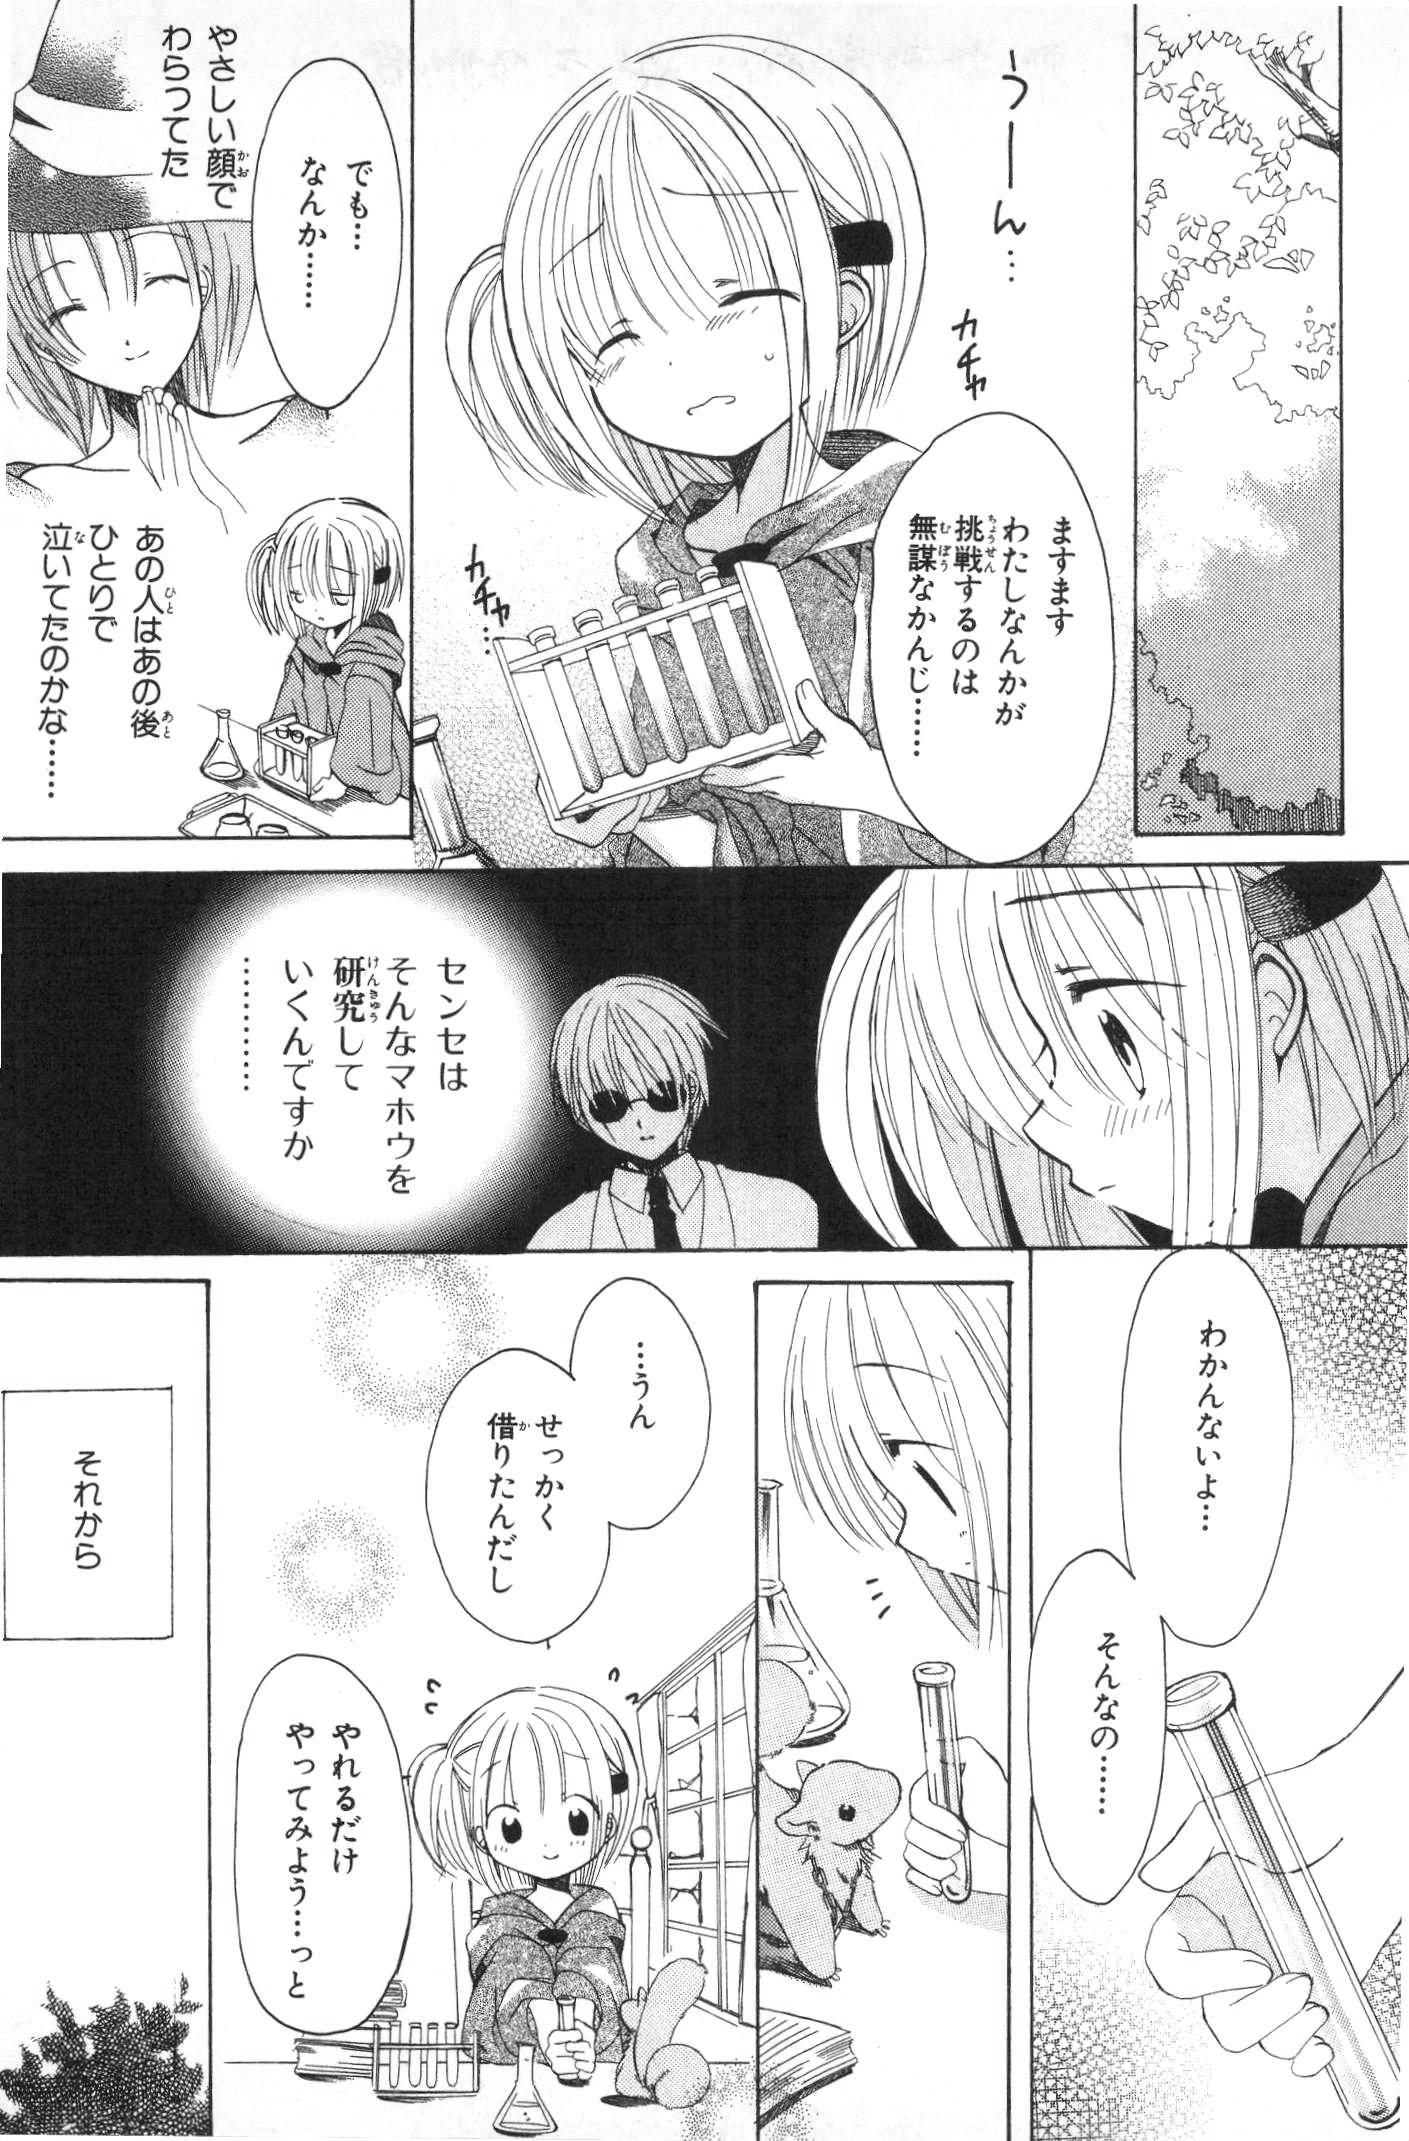 うーん…
カチャ
ますます
わたしなんかが
挑戦するのは
無謀なかんじ……
カチャ…
でも…
なんか……
やさしい顔で
わらってた
あの人はあの後
ひとりで
泣いてたのかな……
センセは
そんなマホウを
研究して
いくんですか
…………
わかんないよ…
そんなの……
…うん
せっかく
借りたんだし
やれるだけ
やってみよう…っと
それから